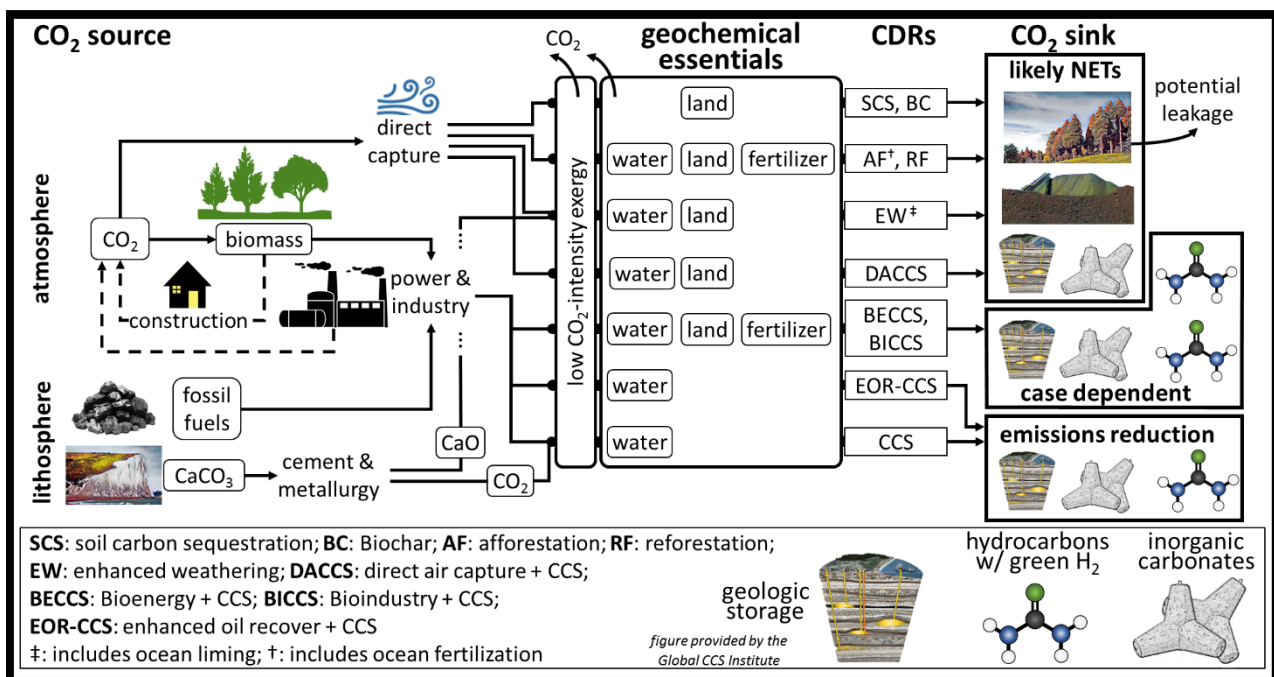 CO₂ source
CO₂
geochemical
essentials
CDRs
CO₂ sink
likely NETs
potential
leakage
direct
capture
atmosphere
CO₂
biomass
construction
power &
industry
lithosphere
fossil
fuels
CaCO₃
cement &
metallurgy
CaO
CO₂
low CO₂-intensity exergy
land
SCS, BC
water land fertilizer
AF†, RF
water land
EW‡
water land
DACCS
water land fertilizer
BECCS,
BICCS
water
EOR-CCS
water
CCS
case dependent
emissions reduction
SCS: soil carbon sequestration; BC: Biochar; AF: afforestation; RF: reforestation;
EW: enhanced weathering; DACCS: direct air capture + CCS;
BECCS: Bioenergy + CCS; BICCS: Bioindustry + CCS;
EOR-CCS: enhanced oil recover + CCS
‡: includes ocean liming; †: includes ocean fertilization
geologic
storage
figure provided by the
Global CCS Institute
hydrocarbons
w/ green H₂
inorganic
carbonates